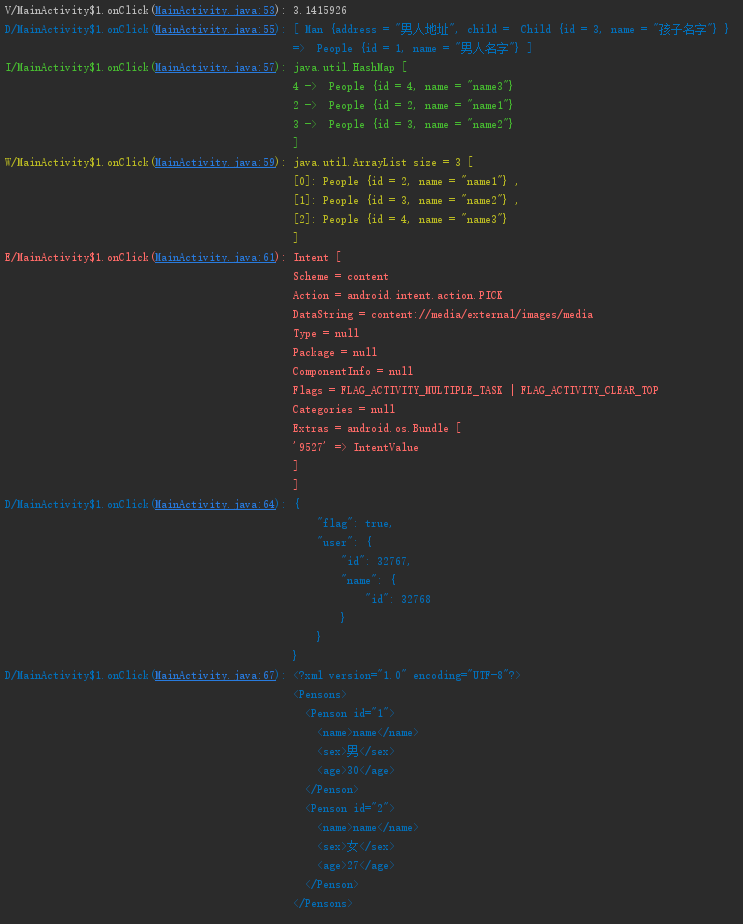 V/MainActivity$1.onClick(MainActivity.java:53): 3.1415926
D/MainActivity$1.onClick(MainActivity.java:55): [ Man {address = "男人地址", child =  Child {id = 3, name = "孩子名字"} }
=>  People {id = 1, name = "男人名字"} ]
I/MainActivity$1.onClick(MainActivity.java:57): java.util.HashMap [
4 ->  People {id = 4, name = "name3"}
2 ->  People {id = 2, name = "name1"}
3 ->  People {id = 3, name = "name2"}
]
W/MainActivity$1.onClick(MainActivity.java:59): java.util.ArrayList size = 3 [
[0]: People {id = 2, name = "name1"} ,
[1]: People {id = 3, name = "name2"} ,
[2]: People {id = 4, name = "name3"}
]
E/MainActivity$1.onClick(MainActivity.java:61): Intent [
Scheme = content
Action = android.intent.action.PICK
DataString = content://media/external/images/media
Type = null
Package = null
ComponentInfo = null
Flags = FLAG_ACTIVITY_MULTIPLE_TASK | FLAG_ACTIVITY_CLEAR_TOP
Categories = null
Extras = android.os.Bundle [
'9527' => IntentValue
]
]
D/MainActivity$1.onClick(MainActivity.java:64): {
"flag": true,
"user": {
"id": 32767,
"name": {
"id": 32768
}
}
}
D/MainActivity$1.onClick(MainActivity.java:67): <?xml version="1.0" encoding="UTF-8"?>
<Pensons>
<Penson id="1">
<name>name</name>
<sex>男</sex>
<age>30</age>
</Penson>
<Penson id="2">
<name>name</name>
<sex>女</sex>
<age>27</age>
</Penson>
</Pensons>